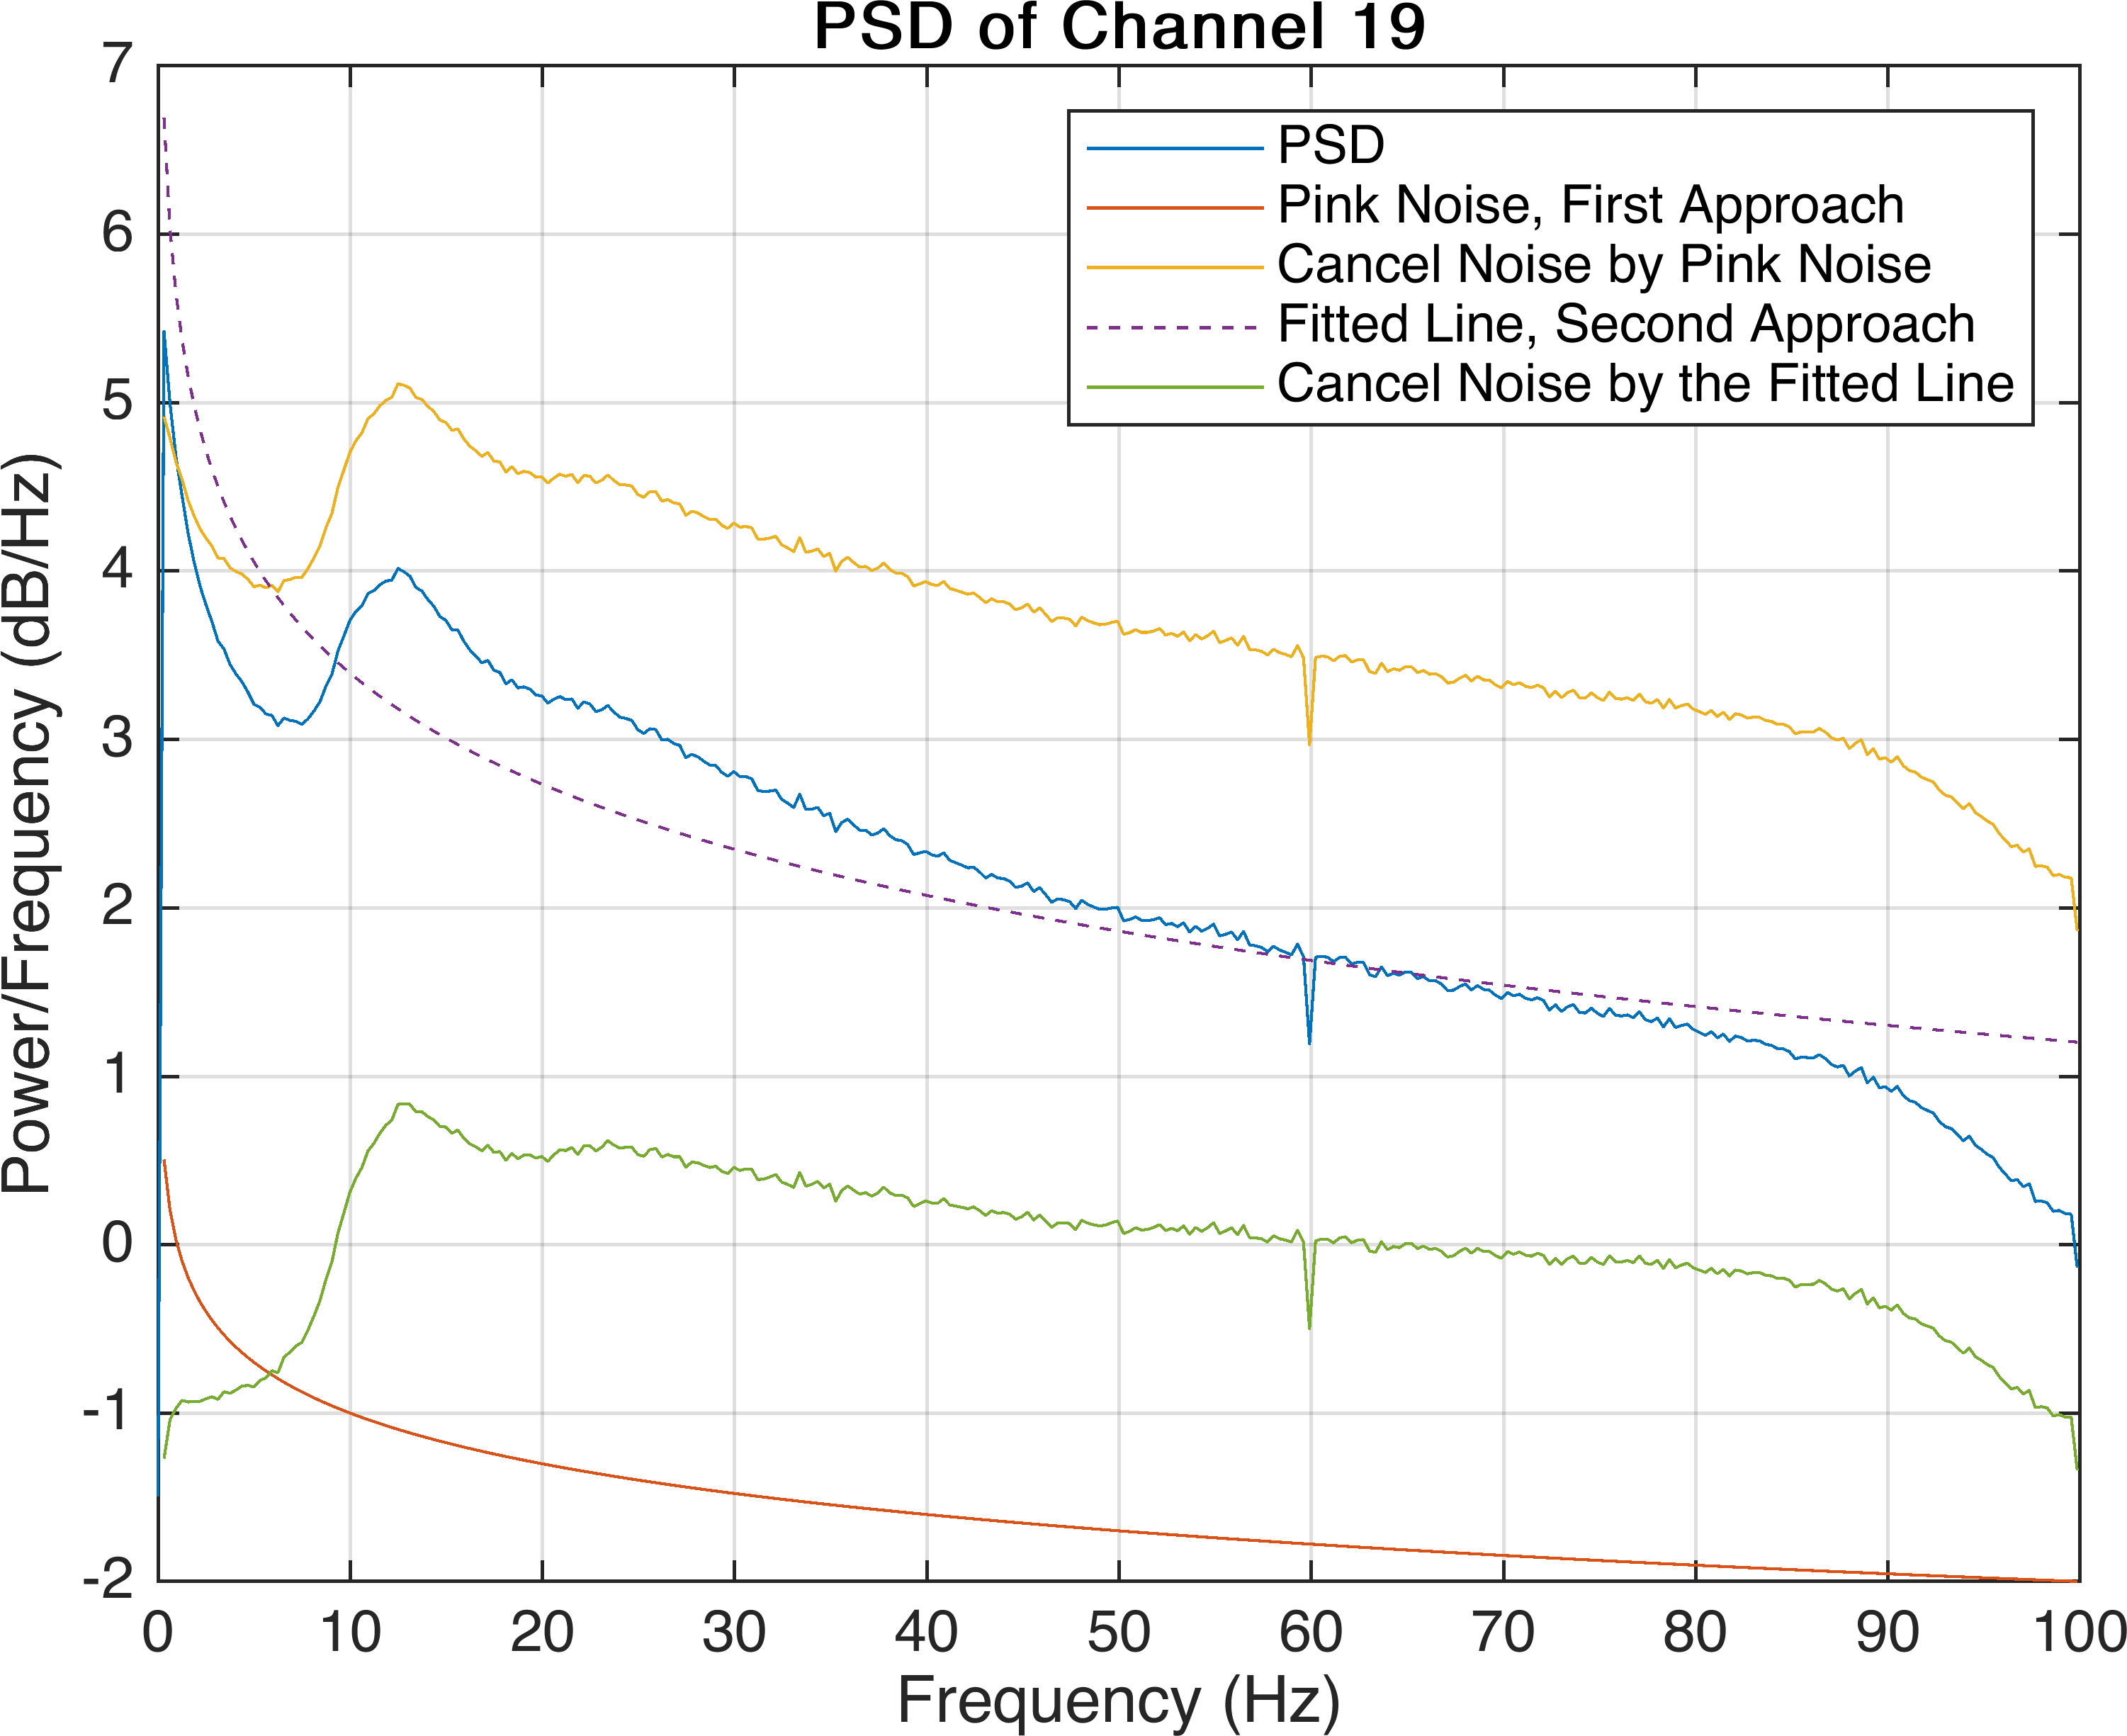 PSD of Channel 19
7
6
5
4
3
2
1
0
-1
-2
Power/Frequency (dB/Hz)
PSD
Pink Noise, First Approach
Cancel Noise by Pink Noise
Fitted Line, Second Approach
Cancel Noise by the Fitted Line
0 10 20 30 40 50 60 70 80 90 100
Frequency (Hz)